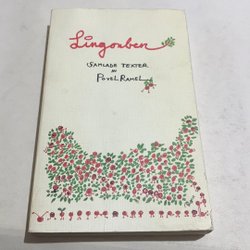 Lingonben
SAMLADE TEXTER
AV
POVEL RAMEL